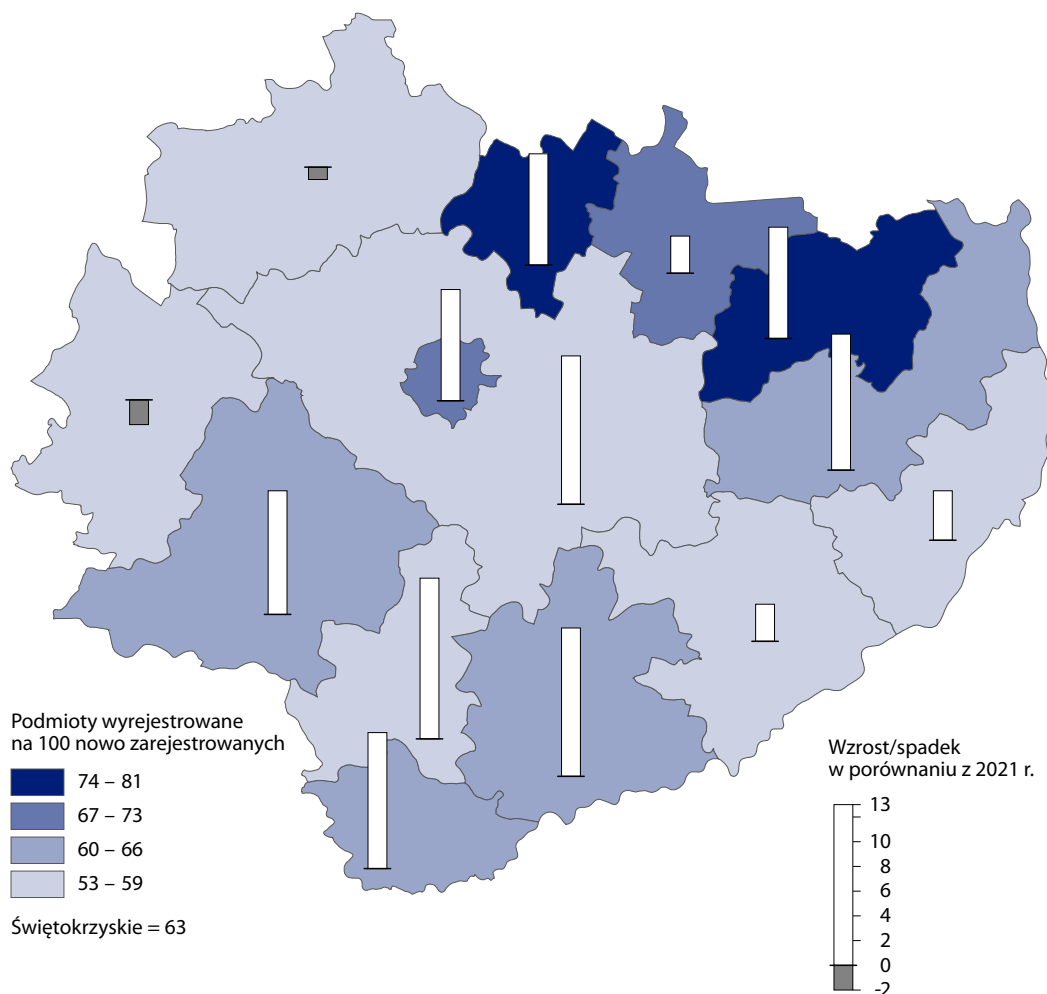 Podmioty wyrejestrowane
na 100 nowo zarejestrowanych
74 – 81
67 – 73
60 – 66
53 – 59
Świętokrzyskie = 63
Wzrost/spadek
w porównaniu z 2021 r.
13
10
8
6
4
2
0
-2